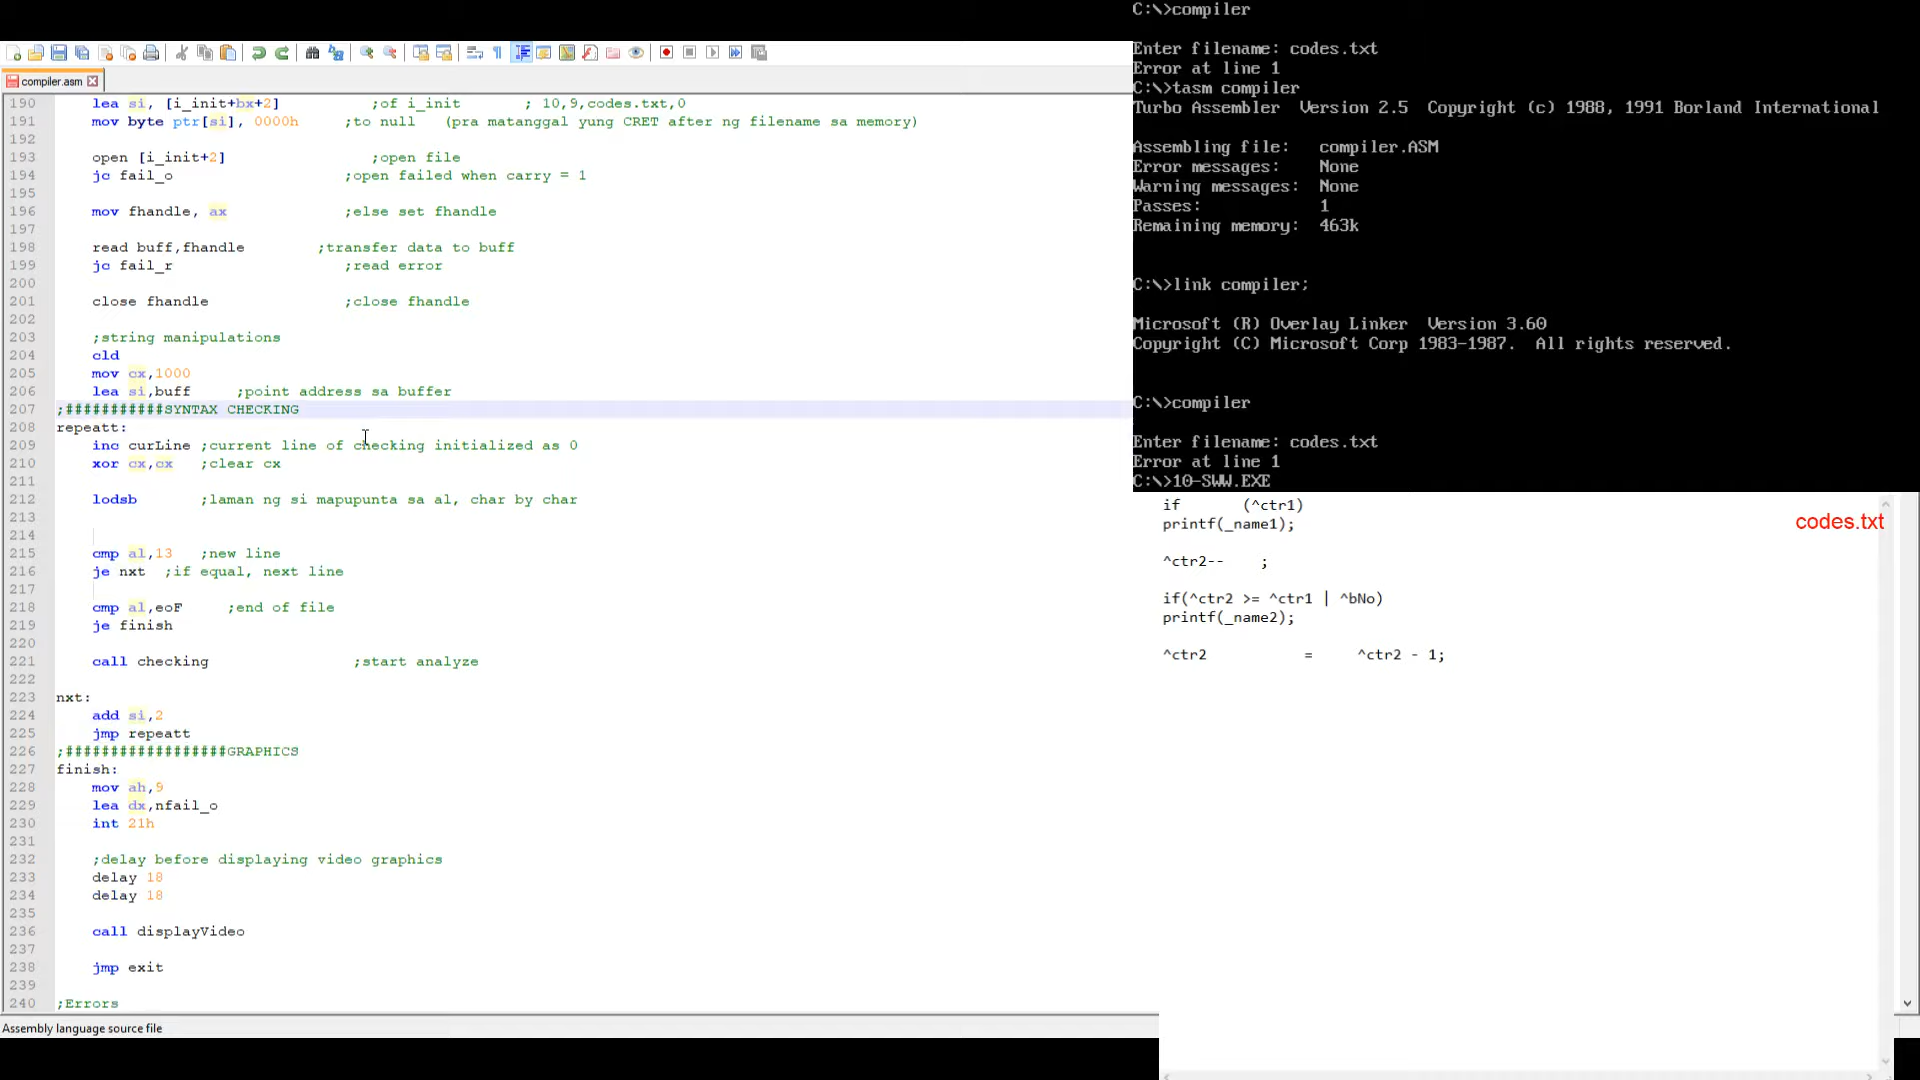 compiler.asm
190 lea si, [i_init+bx+2] ;of i_init ; 10,9,codes.txt,0
191 mov byte ptr[si], 0000h ;to null (pra matanggal yung CRET after ng filename sa memory)
192
193 open [i_init+2] ;open file
194 jc fail_o ;open failed when carry = 1
195
196 mov fhandle, ax ;else set fhandle
197
198 read buff,fhandle ;transfer data to buff
199 jc fail_r ;read error
200
201 close fhandle ;close fhandle
202
203 ;string manipulations
204 cld
205 mov cx,1000
206 lea si,buff ;point address sa buffer
207 ;###########SYNTAX CHECKING
208 repeatt:
209 inc curLine ;current line of checking initialized as 0
210 xor cx,cx ;clear cx
211
212 lodsb ;laman ng si mapupunta sa al, char by char
213
214
215 cmp al,13 ;new line
216 je nxt ;if equal, next line
217
218 cmp al,eoF ;end of file
219 je finish
220
221 call checking ;start analyze
222
223 nxt:
224 add si,2
225 jmp repeatt
226 ;##################GRAPHICS
227 finish:
228 mov ah,9
229 lea dx,nfail_o
230 int 21h
231
232 ;delay before displaying video graphics
233 delay 18
234 delay 18
235
236 call displayVideo
237
238 jmp exit
239
240 ;Errors
Assembly language source file
C:\>compiler
Enter filename: codes.txt
Error at line 1
C:\>tasm compiler
Turbo Assembler Version 2.5 Copyright (c) 1988, 1991 Borland International
Assembling file: compiler.ASM
Error messages: None
Warning messages: None
Passes: 1
Remaining memory: 463k
C:\>link compiler;
Microsoft (R) Overlay Linker Version 3.60
Copyright (C) Microsoft Corp 1983-1987. All rights reserved.
C:\>compiler
Enter filename: codes.txt
Error at line 1
C:\>10-SWW.EXE
codes.txt
if (^ctr1)
printf(_name1);
^ctr2-- ;
if(^ctr2 >= ^ctr1 | ^bNo)
printf(_name2);
^ctr2 = ^ctr2 - 1;